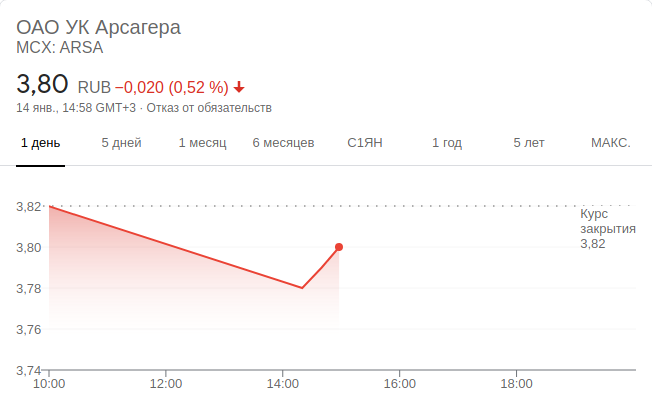 ОАО УК Арсагера
MCX: ARSA
3,80 RUB −0,020 (0,52 %)
14 янв., 14:58 GMT+3 · Отказ от обязательств
1 день 5 дней 1 месяц 6 месяцев С1ЯН 1 год 5 лет МАКС.
3,82
Курс
закрытия
3,82
3,80
3,78
3,76
3,74
10:00 12:00 14:00 16:00 18:00